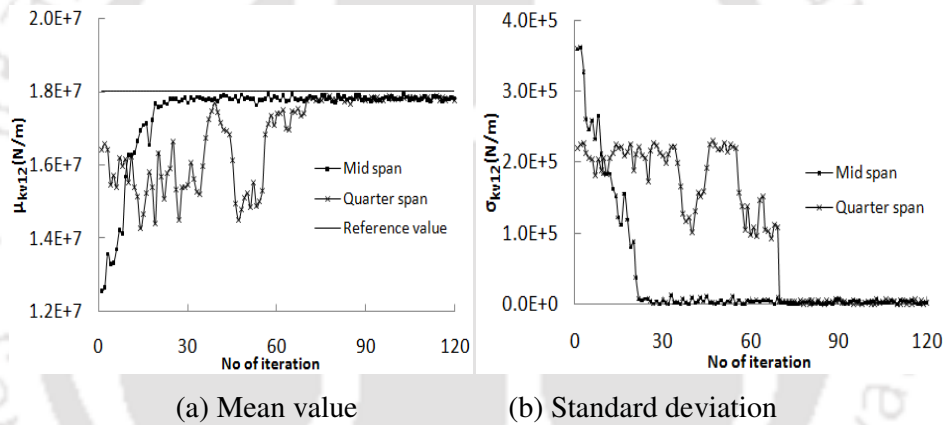 2.0E+7
1.8E+7
1.6E+7
1.4E+7
1.2E+7
μkv12(N/m)
Mid span
Quarter span
Reference value
0 30 60 90 120
No of iteration
(a) Mean value
4.0E+5
3.0E+5
2.0E+5
1.0E+5
0.0E+0
σkv12(N/m)
Mid span
Quarter span
0 30 60 90 120
No of iteration
(b) Standard deviation